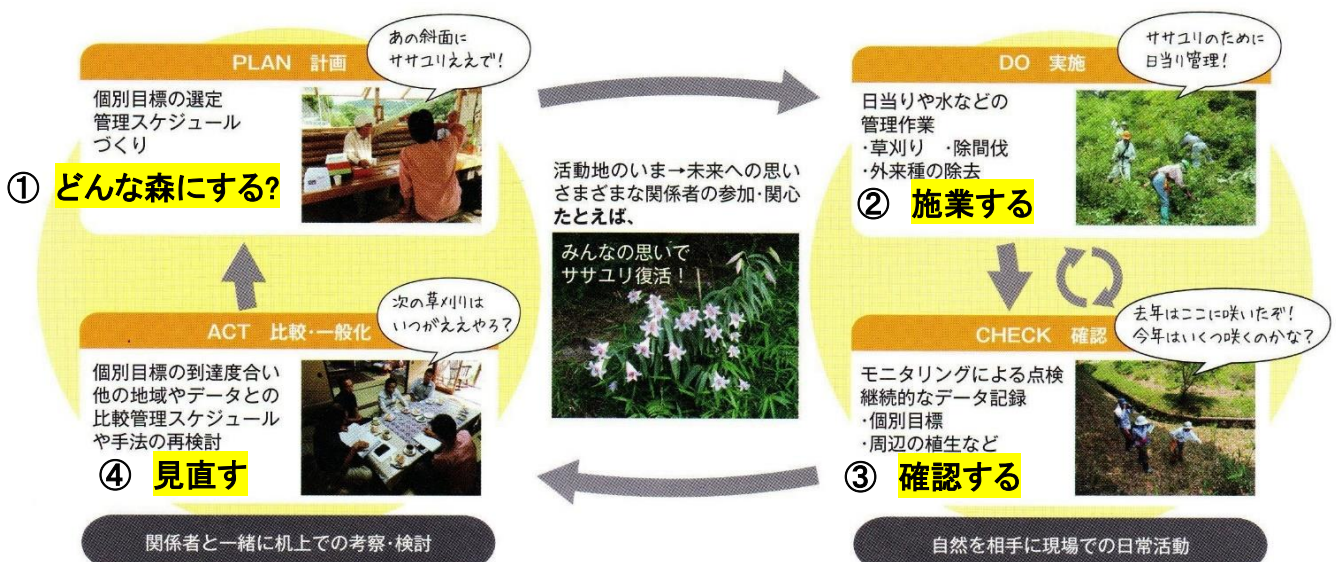 PLAN 計画
あの斜面に
ササユリええで!
個別目標の選定
管理スケジュール
づくり
① どんな森にする?
DO 実施
ササユリのために
日当り管理!
日当りや水などの
管理作業
・草刈り ・除間伐
・外来種の除去
② 施業する
活動地のいま→未来への思い
さまざまな関係者の参加・関心
たとえば、
みんなの思いで
ササユリ復活!
ACT 比較・一般化
次の草刈りは
いつがええやろ?
個別目標の到達度合い
他の地域やデータとの
比較管理スケジュール
や手法の再検討
④ 見直す
CHECK 確認
去年はここに咲いたぞ!
今年はいくつ咲くのかな?
モニタリングによる点検
継続的なデータ記録
・個別目標
・周辺の植生など
③ 確認する
関係者と一緒に机上での考察・検討
自然を相手に現場での日常活動